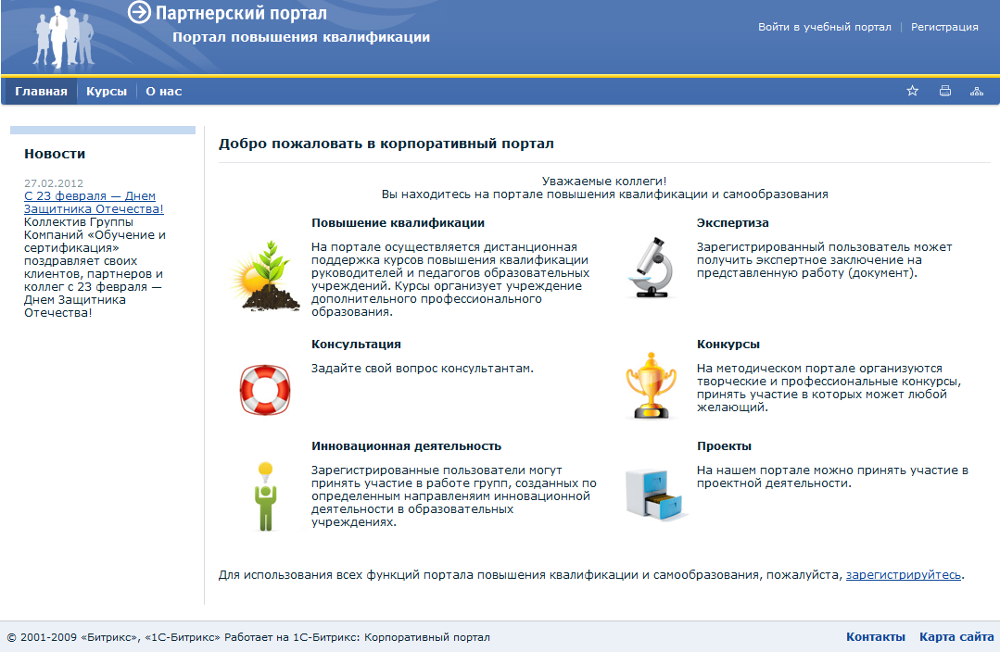 Партнерский портал
Портал повышения квалификации
Войти в учебный портал | Регистрация
Главная Курсы О нас
Новости
27.02.2012
С 23 февраля — Днем
Защитника Отечества!
Коллектив Группы
Компаний «Обучение и
сертификация»
поздравляет своих
клиентов, партнеров и
коллег с 23 февраля —
Днем Защитника
Отечества!
Добро пожаловать в корпоративный портал
Уважаемые коллеги!
Вы находитесь на портале повышения квалификации и самообразования
Повышение квалификации
На портале осуществляется дистанционная
поддержка курсов повышения квалификации
руководителей и педагогов образовательных
учреждений. Курсы организует учреждение
дополнительного профессионального
образования.
Экспертиза
Зарегистрированный пользователь может
получить экспертное заключение на
представленную работу (документ).
Консультация
Задайте свой вопрос консультантам.
Конкурсы
На методическом портале организуются
творческие и профессиональные конкурсы,
принять участие в которых может любой
желающий.
Инновационная деятельность
Зарегистрированные пользователи могут
принять участие в работе групп, созданных по
определенным направленяим инновационной
деятельности в образовательных
учреждениях.
Проекты
На нашем портале можно принять участие в
проектной деятельности.
Для использования всех функций портала повышения квалификации и самообразования, пожалуйста, зарегистрируйтесь.
© 2001-2009 «Битрикс», «1С-Битрикс» Работает на 1С-Битрикс: Корпоративный портал
Контакты Карта сайта